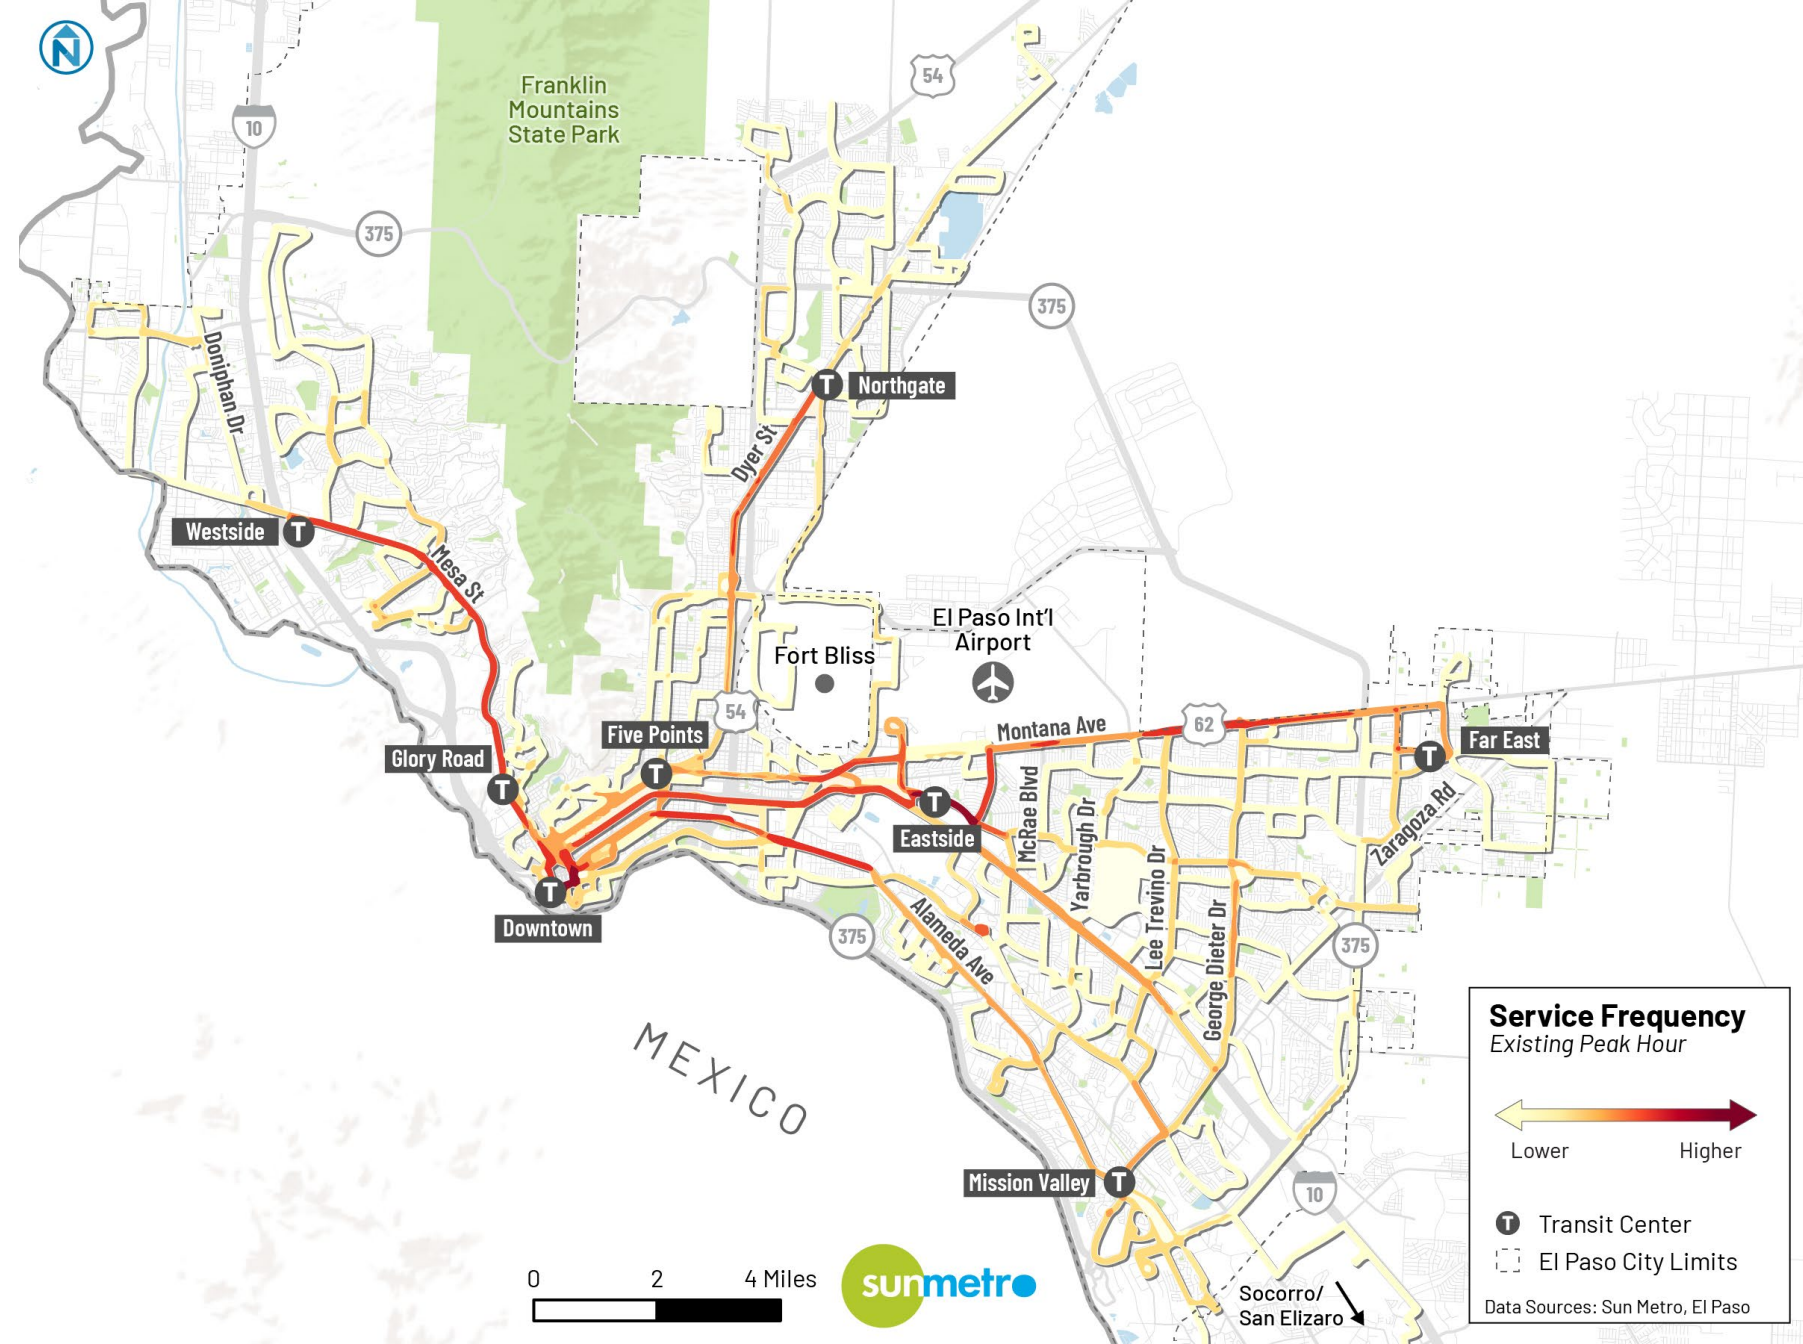 N
Franklin
Mountains
State Park
54
10
375
375
Doniphan Dr
T
Northgate
Dyer St
Westside
T
Mesa St
El Paso Int'l
Airport
Fort Bliss
54
Five Points
T
Montana Ave
62
Far East
T
Glory Road
T
T
Eastside
McRae Blvd
Yarbrough Dr
Lee Trevino Dr
George Dieter Dr
Zaragoza Rd
T
Downtown
Alameda Ave
375
375
MEXICO
Mission Valley
T
10
Service Frequency
Existing Peak Hour
Lower
Higher
T
Transit Center
El Paso City Limits
Data Sources: Sun Metro, El Paso
0
2
4 Miles
sunmetro
Socorro/
San Elizaro